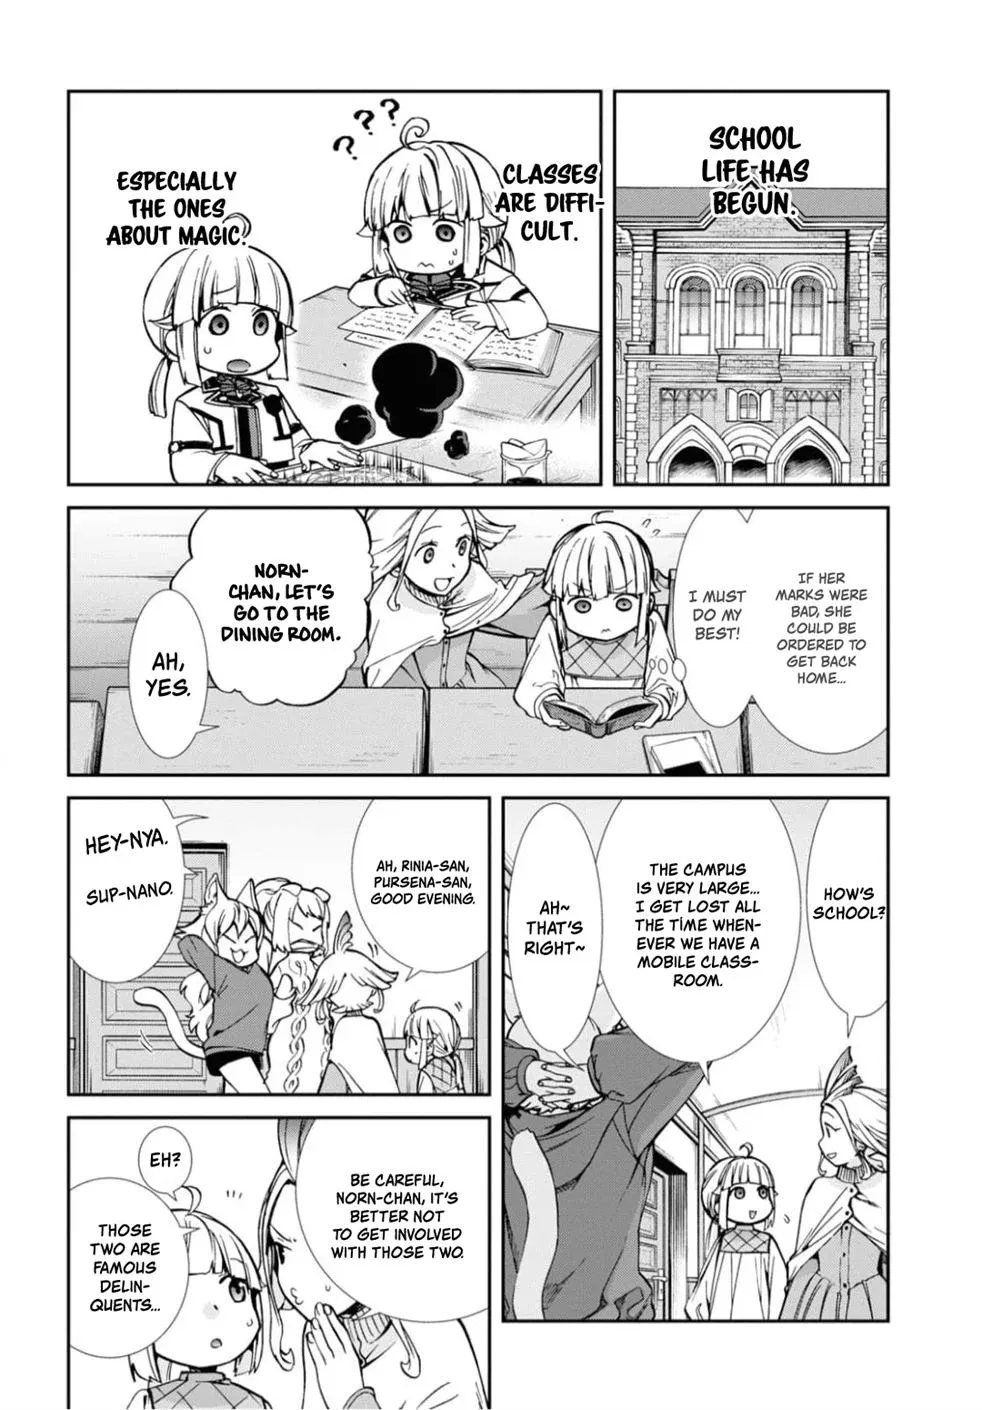 SCHOOL
LIFE HAS
BEGUN.
CLASSES
ARE DIFFI-
CULT.
? ? ?
ESPECIALLY
THE ONES
ABOUT MAGIC.
IF HER
MARKS WERE
BAD, SHE
COULD BE
ORDERED TO
GET BACK
HOME...
I MUST
DO MY
BEST!
NORN-
CHAN, LET'S
GO TO THE
DINING ROOM.
AH,
YES.
HOW'S
SCHOOL?
THE CAMPUS
IS VERY LARGE...
I GET LOST ALL
THE TIME WHEN-
EVER WE HAVE A
MOBILE CLASS-
ROOM.
AH~
THAT'S
RIGHT~
AH, RINIA-SAN,
PURSENA-SAN,
GOOD EVENING.
HEY-NYA.
SUP-NANO.
BE CAREFUL,
NORN-CHAN, IT'S
BETTER NOT
TO GET INVOLVED
WITH THOSE TWO.
EH?
THOSE
TWO ARE
FAMOUS
DELIN-
QUENTS...